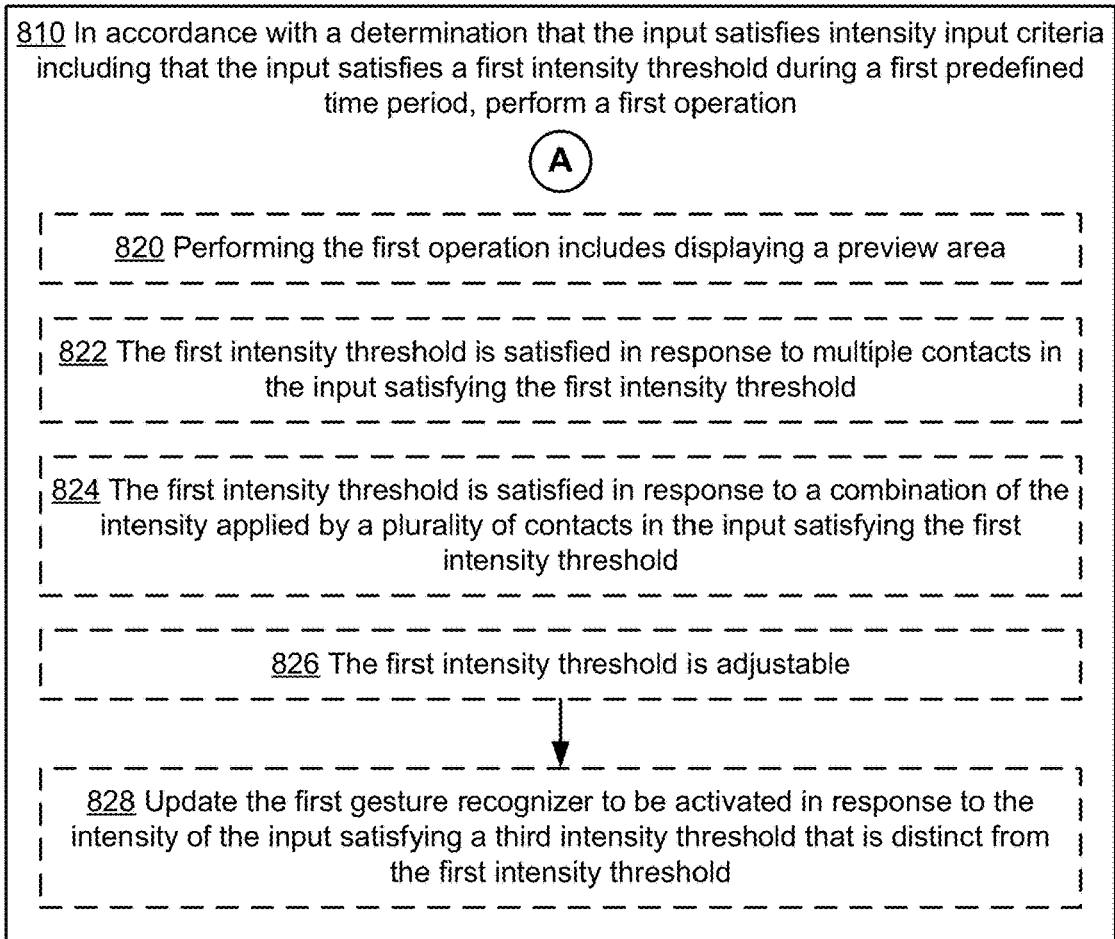 810 In accordance with a determination that the input satisfies intensity input criteria
including that the input satisfies a first intensity threshold during a first predefined
time period, perform a first operation
A
820 Performing the first operation includes displaying a preview area
822 The first intensity threshold is satisfied in response to multiple contacts in
the input satisfying the first intensity threshold
824 The first intensity threshold is satisfied in response to a combination of the
intensity applied by a plurality of contacts in the input satisfying the first
intensity threshold
826 The first intensity threshold is adjustable
828 Update the first gesture recognizer to be activated in response to the
intensity of the input satisfying a third intensity threshold that is distinct from
the first intensity threshold